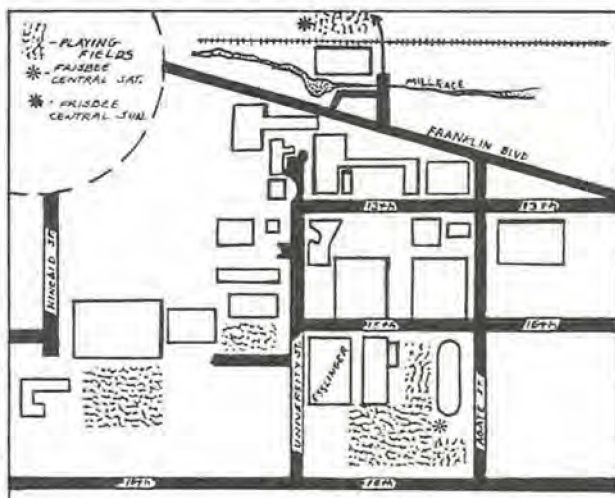 - PLAYING
FIELDS
- FRISBEE
CENTRAL SAT.
- FRISBEE
CENTRAL SUN.
MILLRACE
FRANKLIN BLVD
13th
13th
KINCAID ST.
15th
15th
ESSLINGER
UNIVERSITY ST.
AGATE ST.
18th
18th